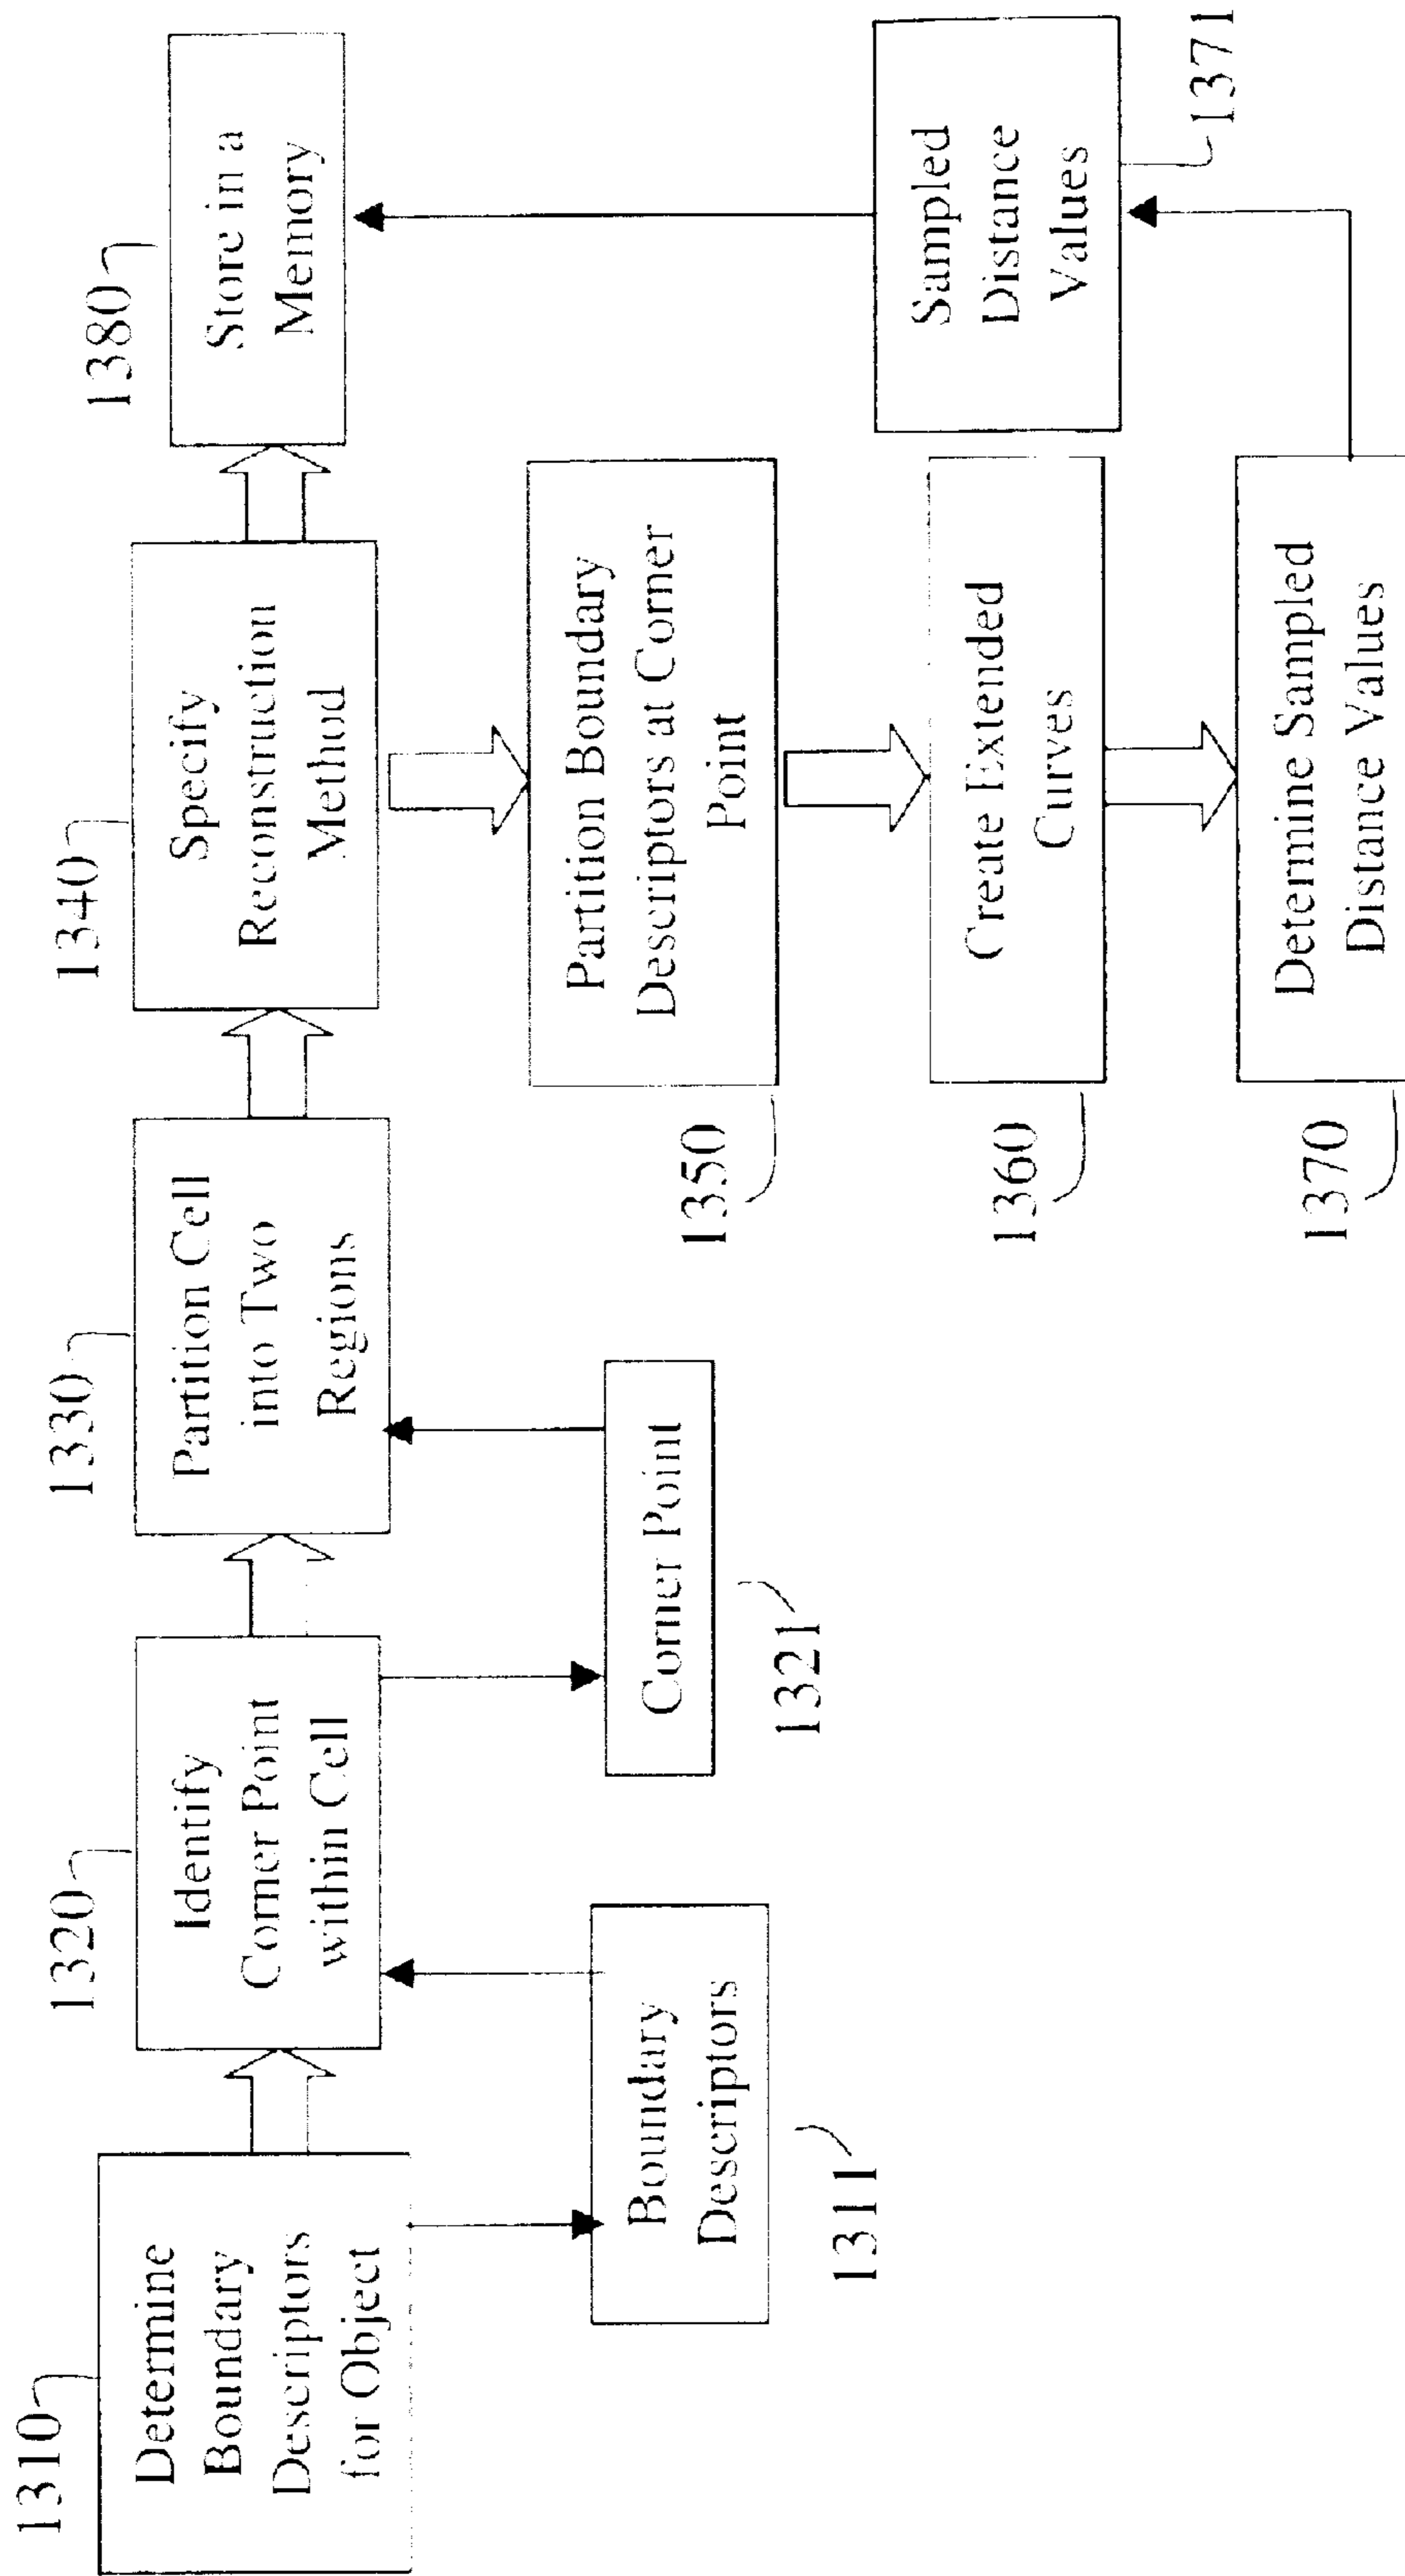 1310
Determine
Boundary
Descriptors
for Object
1320
Identify
Corner Point
within Cell
1330
Partition Cell
into Two
Regions
1340
Specify
Reconstruction
Method
1380
Store in a
Memory
Boundary
Descriptors
1311
Corner Point
1321
Partition Boundary
Descriptors at Corner
Point
1350
Create Extended
Curves
1360
Determine Sampled
Distance Values
1370
Sampled
Distance
Values
1371